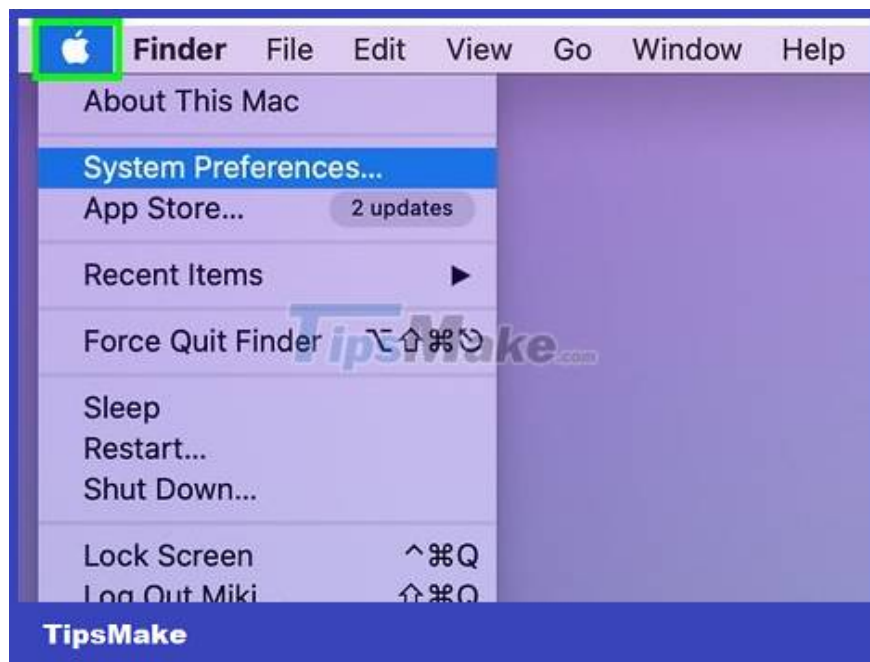 Finder File Edit View Go Window Help
About This Mac
System Preferences...
App Store... 2 updates
Recent Items ▶
Force Quit Finder ⌥⇧⌘⎋
TipsMake.com
Sleep
Restart...
Shut Down...
Lock Screen ^⌘Q
Log Out Miki... ⇧⌘Q
TipsMake